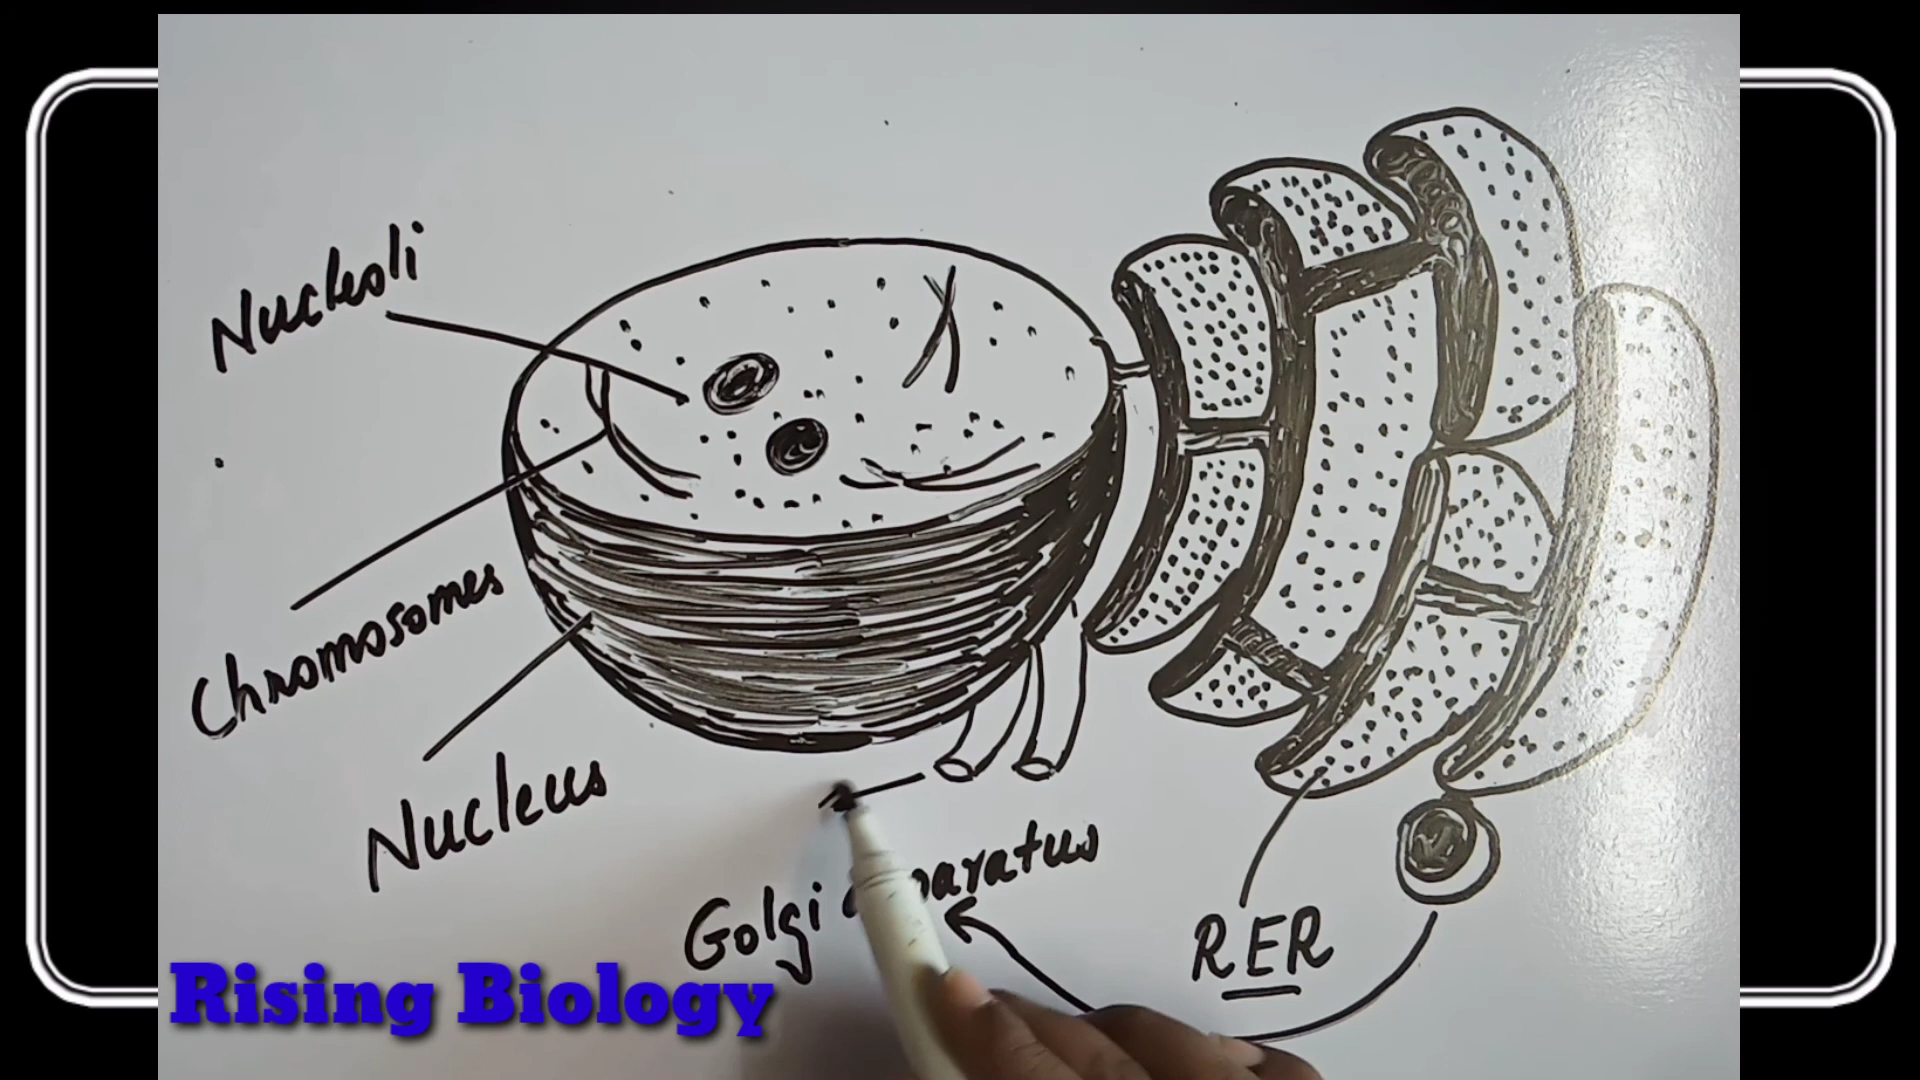 Nucleoli
Chromosomes
Nucleus
Golgi
RER
Rising Biology